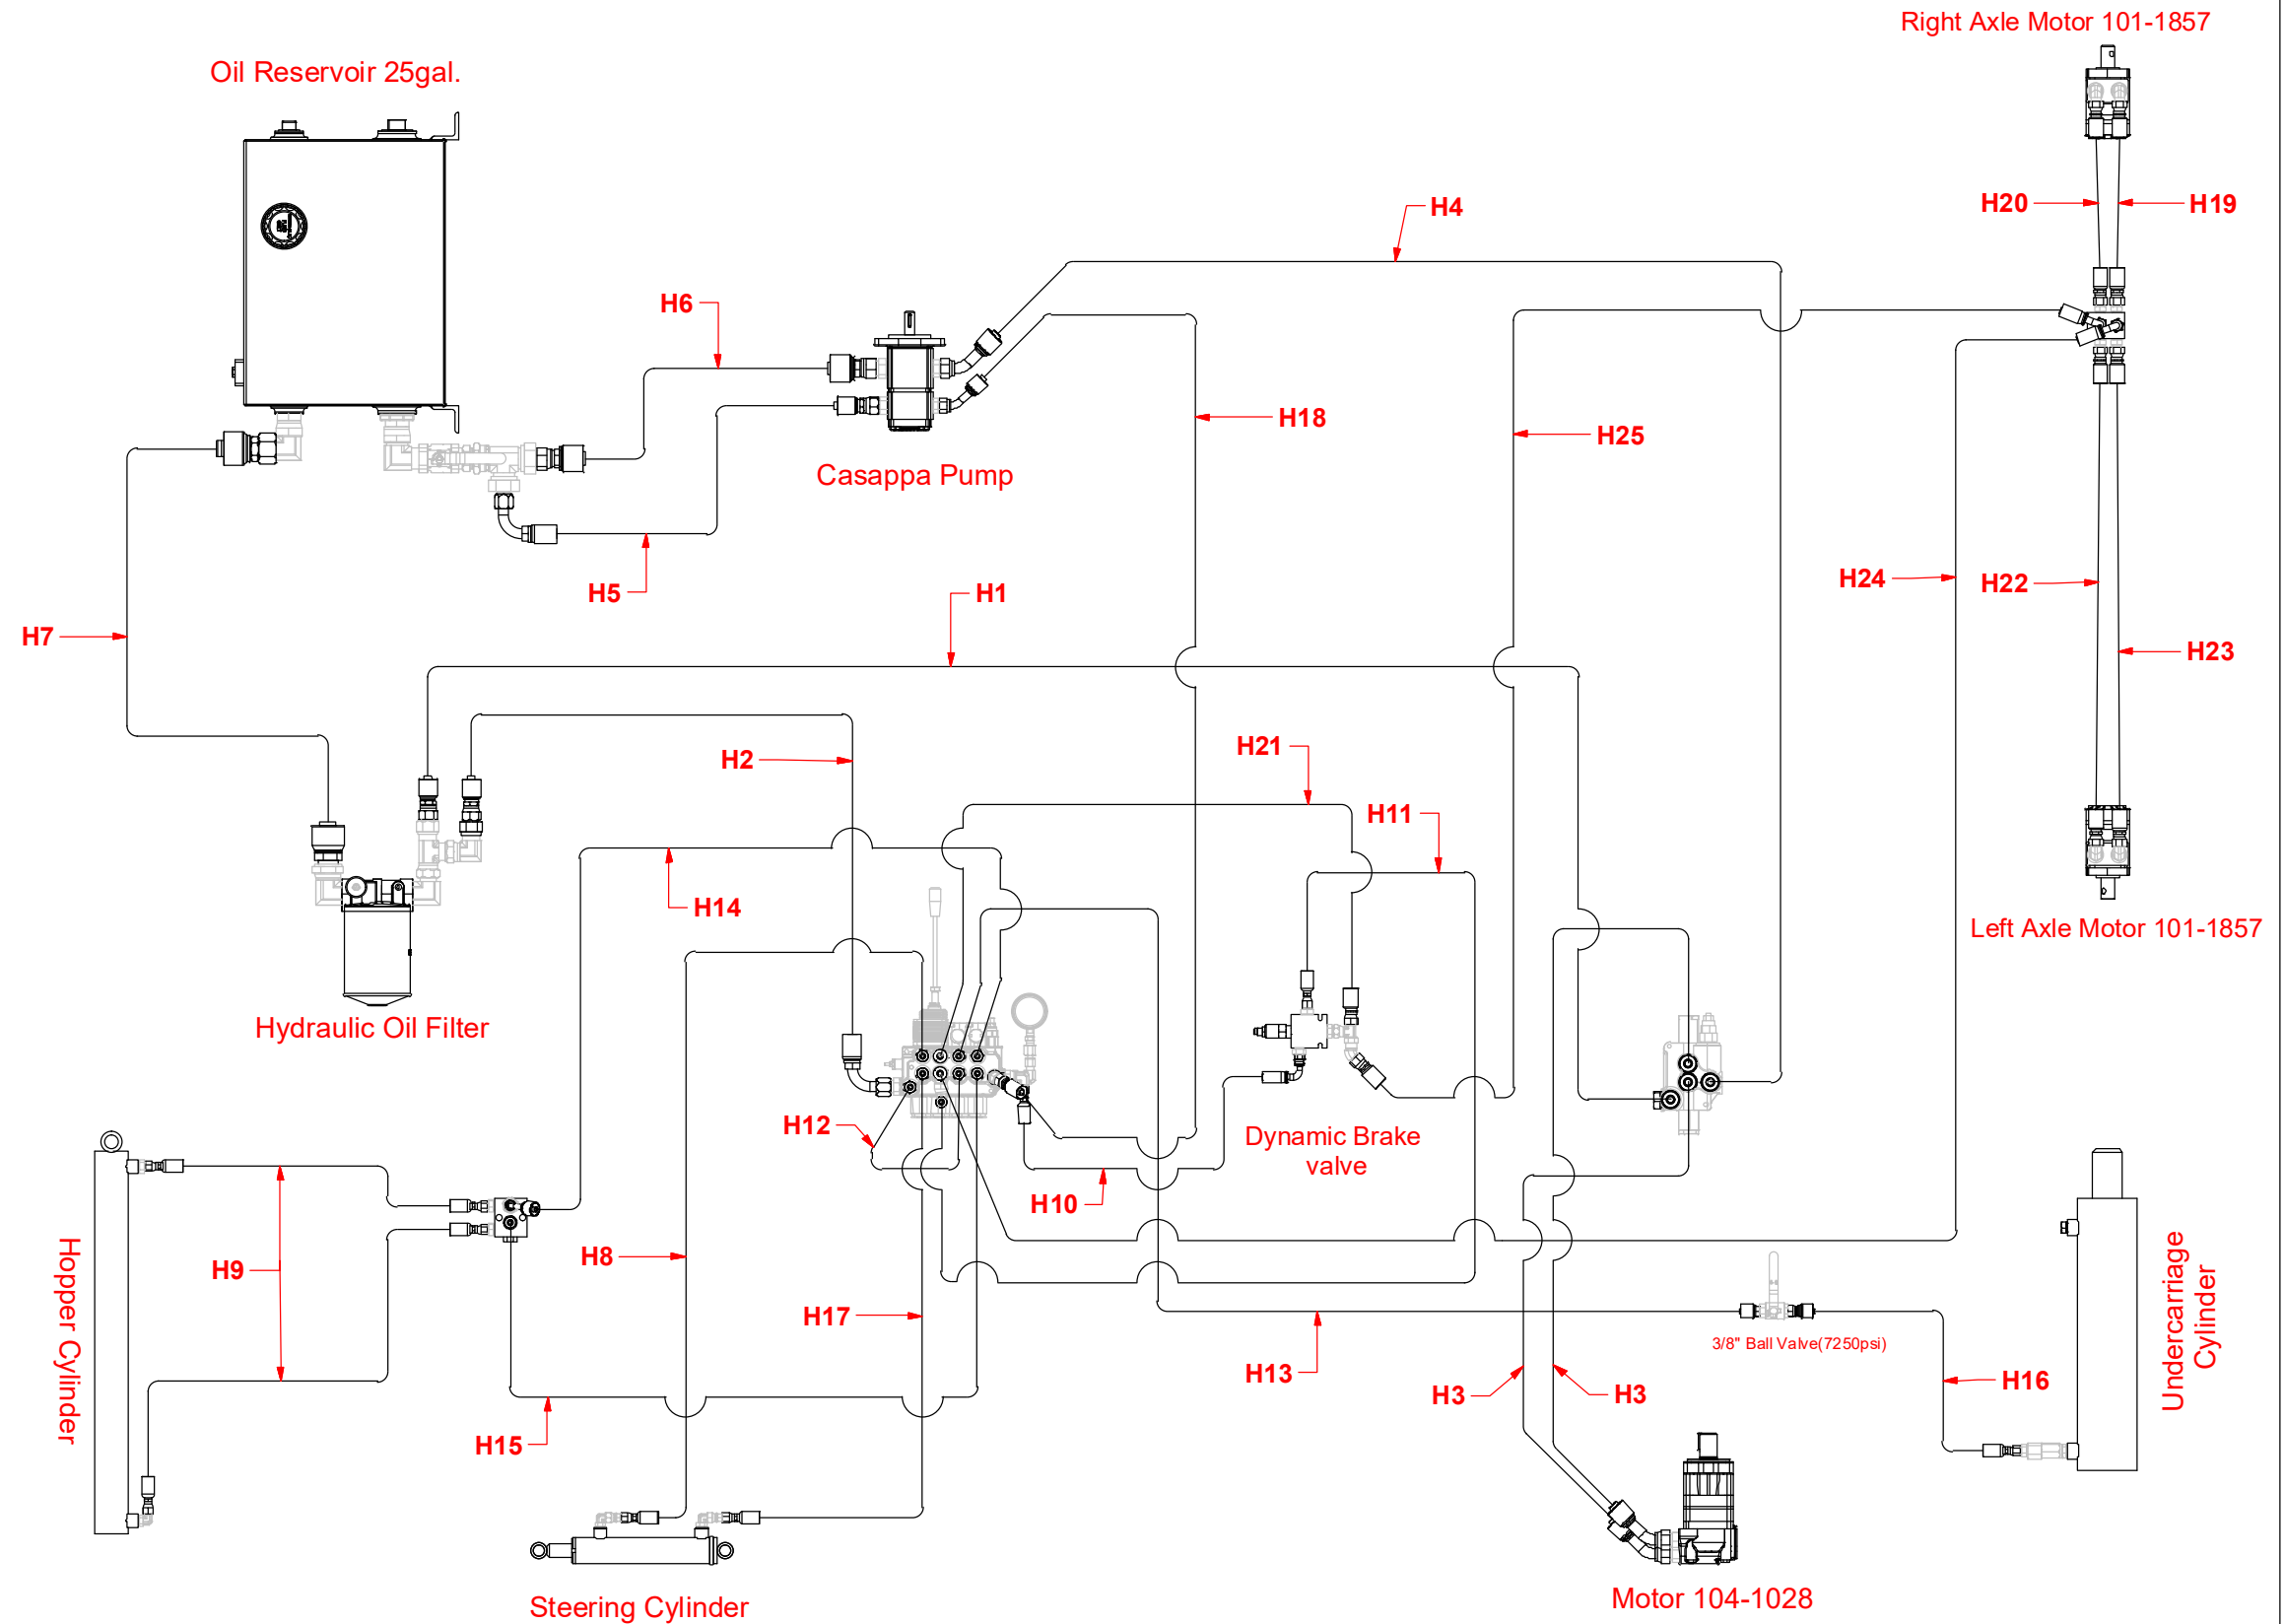 Right Axle Motor 101-1857
Oil Reservoir 25gal.
H20
H19
H4
H6
H18
H25
Casappa Pump
H24
H22
H5
H1
H7
H23
H2
H21
H11
H14
Left Axle Motor 101-1857
Hydraulic Oil Filter
H12
Dynamic Brake
valve
H10
H8
H9
Hopper Cylinder
H17
Undercarriage
Cylinder
3/8" Ball Valve(7250psi)
H13
H3
H3
H16
H15
Motor 104-1028
Steering Cylinder